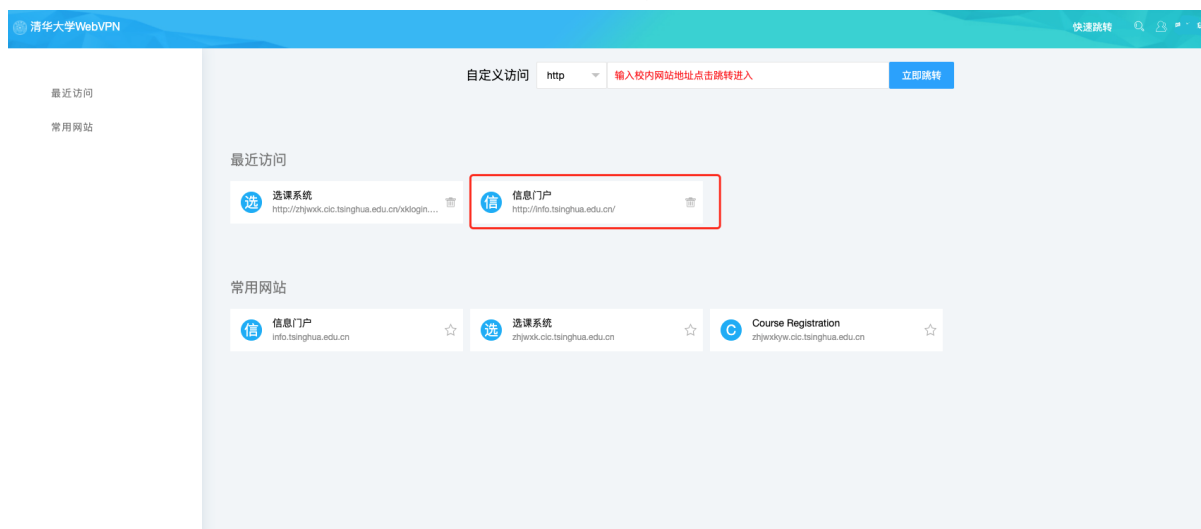 清华大学WebVPN
快速跳转
最近访问
常用网站
自定义访问 http 输入校内网站地址点击跳转进入 立即跳转
最近访问
选 选课系统
http://zhjwxk.cic.tsinghua.edu.cn/xklogin....
信 信息门户
http://info.tsinghua.edu.cn/
常用网站
信 信息门户
info.tsinghua.edu.cn
选 选课系统
zhjwxk.cic.tsinghua.edu.cn
C Course Registration
zhjwxkyw.cic.tsinghua.edu.cn